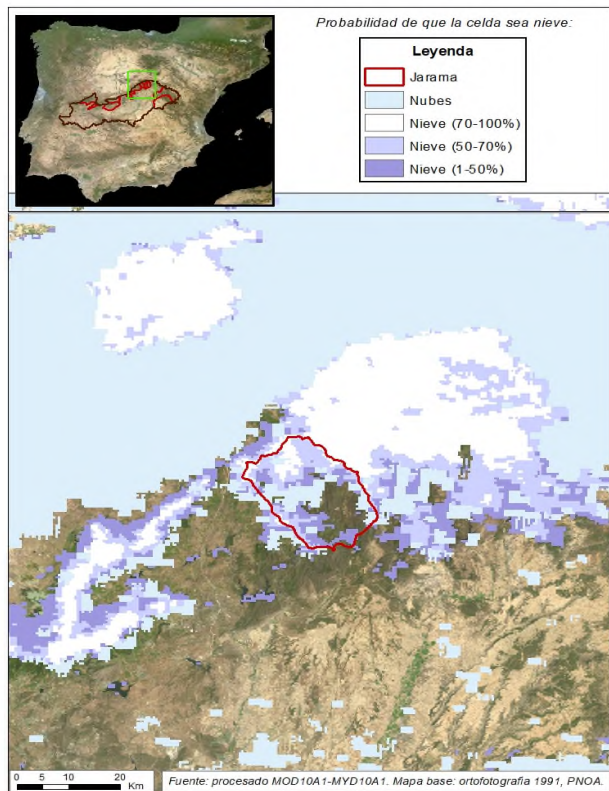 Probabilidad de que la celda sea nieve:
Leyenda
Jarama
Nubes
Nieve (70-100%)
Nieve (50-70%)
Nieve (1-50%)
0 5 10 20
Km
Fuente: procesado MOD10A1-MYD10A1. Mapa base: ortofotografia 1991, PNOA.